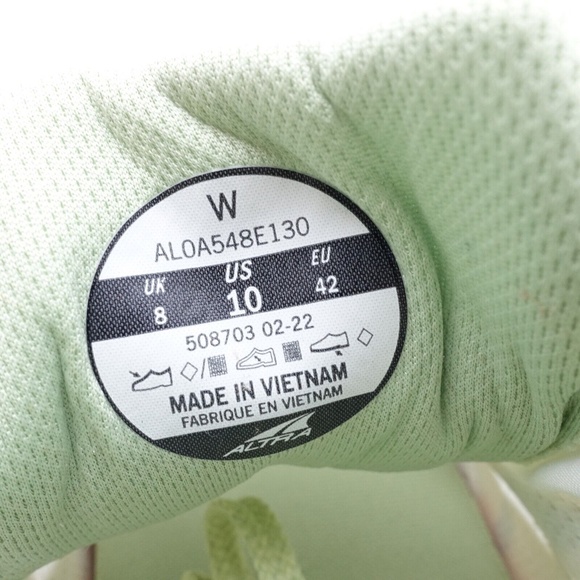 W
AL0A548E130
UK US EU
8 10 42
508703 02-22
MADE IN VIETNAM
FABRIQUE EN VIETNAM
ALTRA